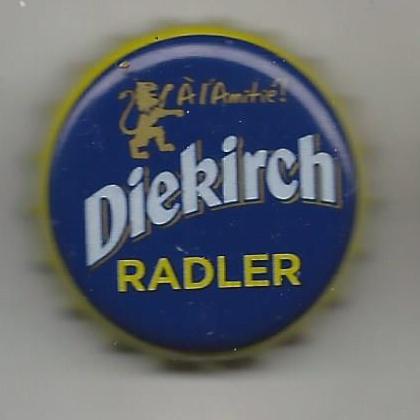 À l'Amitié!
Diekirch
RADLER